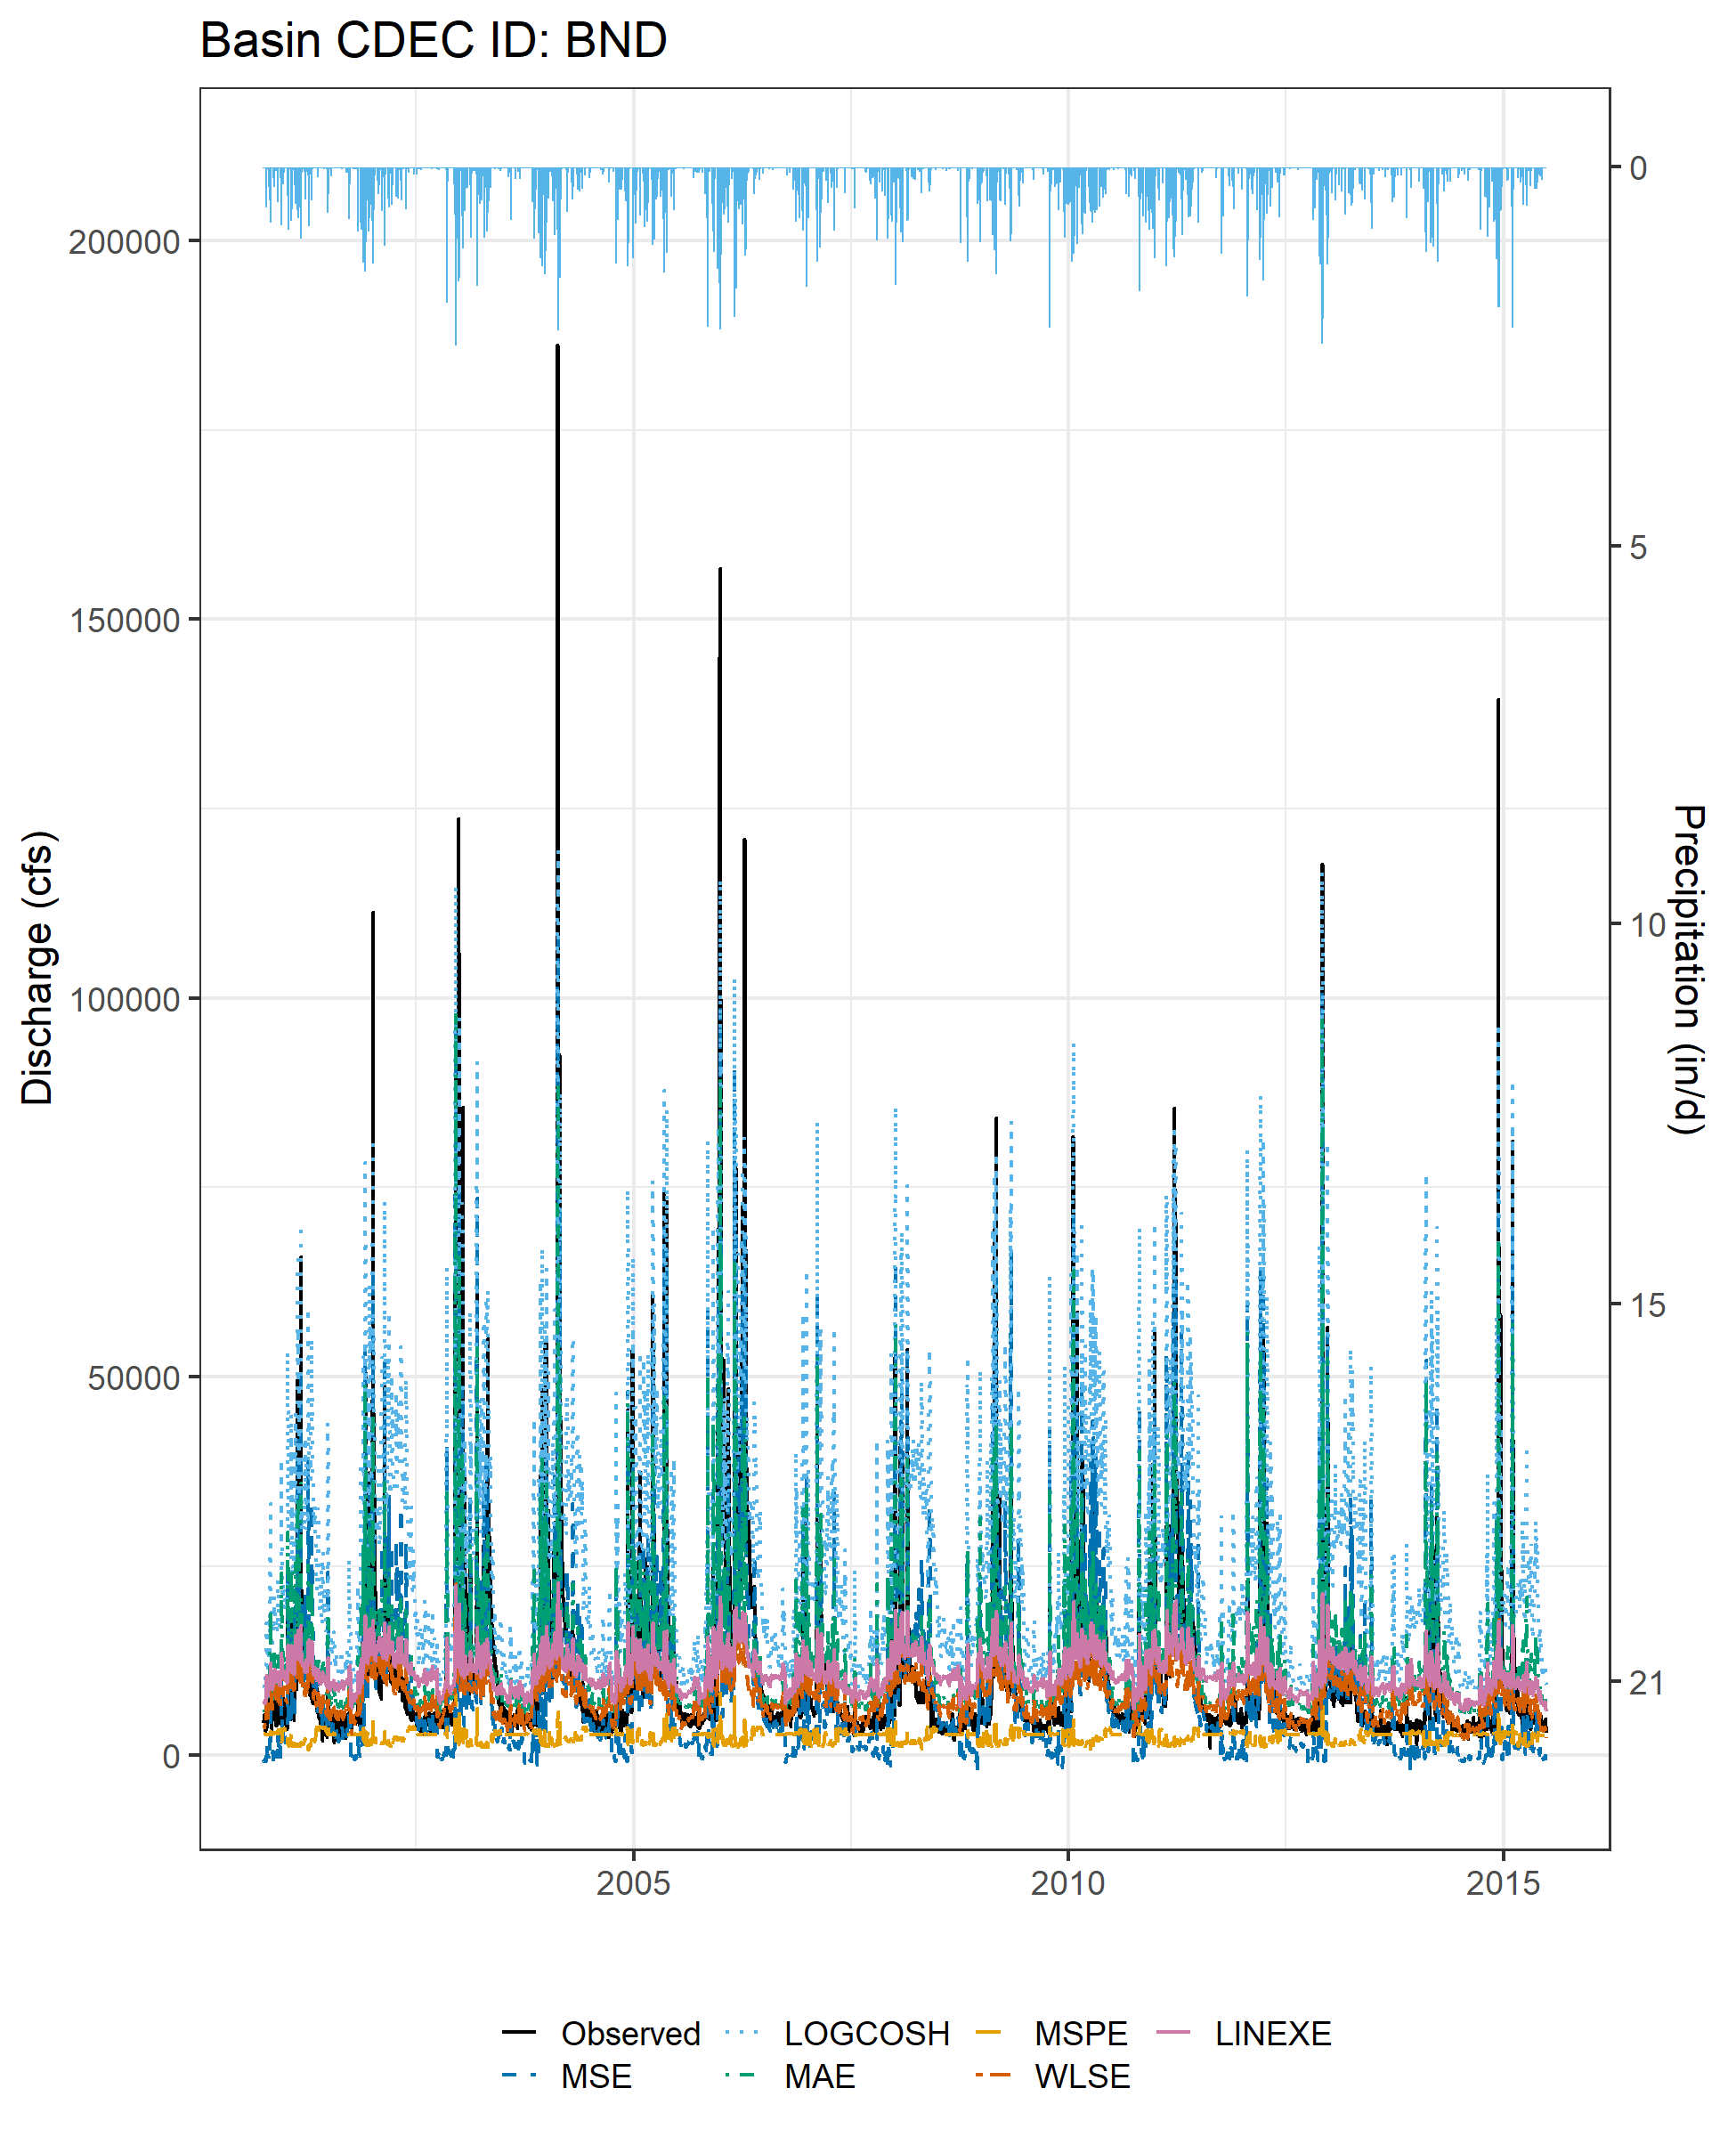 Basin CDEC ID: BND
0
200000
5
150000
Discharge (cfs)
Precipitation (in/d)
10
100000
15
50000
21
0
2005 2010 2015
Observed LOGCOSH MSPE LINEXE
MSE MAE WLSE